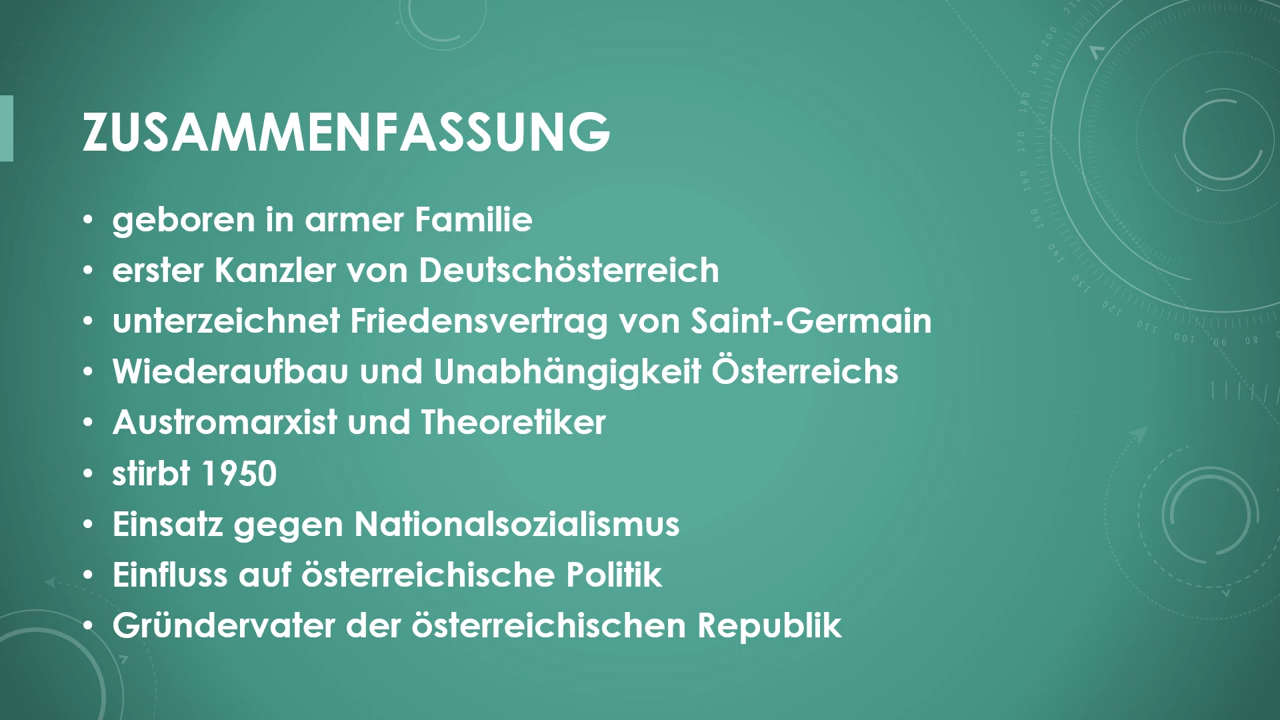 ZUSAMMENFASSUNG
• geboren in armer Familie
• erster Kanzler von Deutschösterreich
• unterzeichnet Friedensvertrag von Saint-Germain
• Wiederaufbau und Unabhängigkeit Österreichs
• Austromarxist und Theoretiker
• stirbt 1950
• Einsatz gegen Nationalsozialismus
• Einfluss auf österreichische Politik
• Gründervater der österreichischen Republik